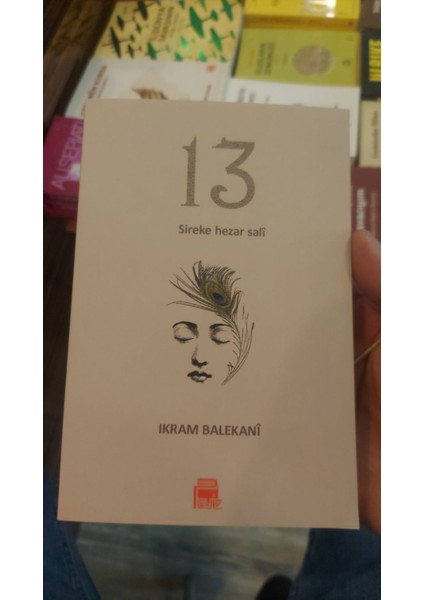 13
Sireke hezar salî
IKRAM BALEKANÎ